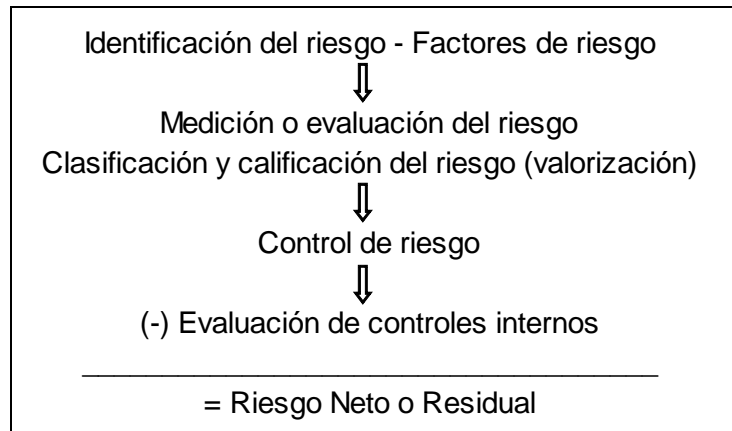 Identificación del riesgo - Factores de riesgo
Medición o evaluación del riesgo
Clasificación y calificación del riesgo (valorización)
Control de riesgo
(-) Evaluación de controles internos
= Riesgo Neto o Residual